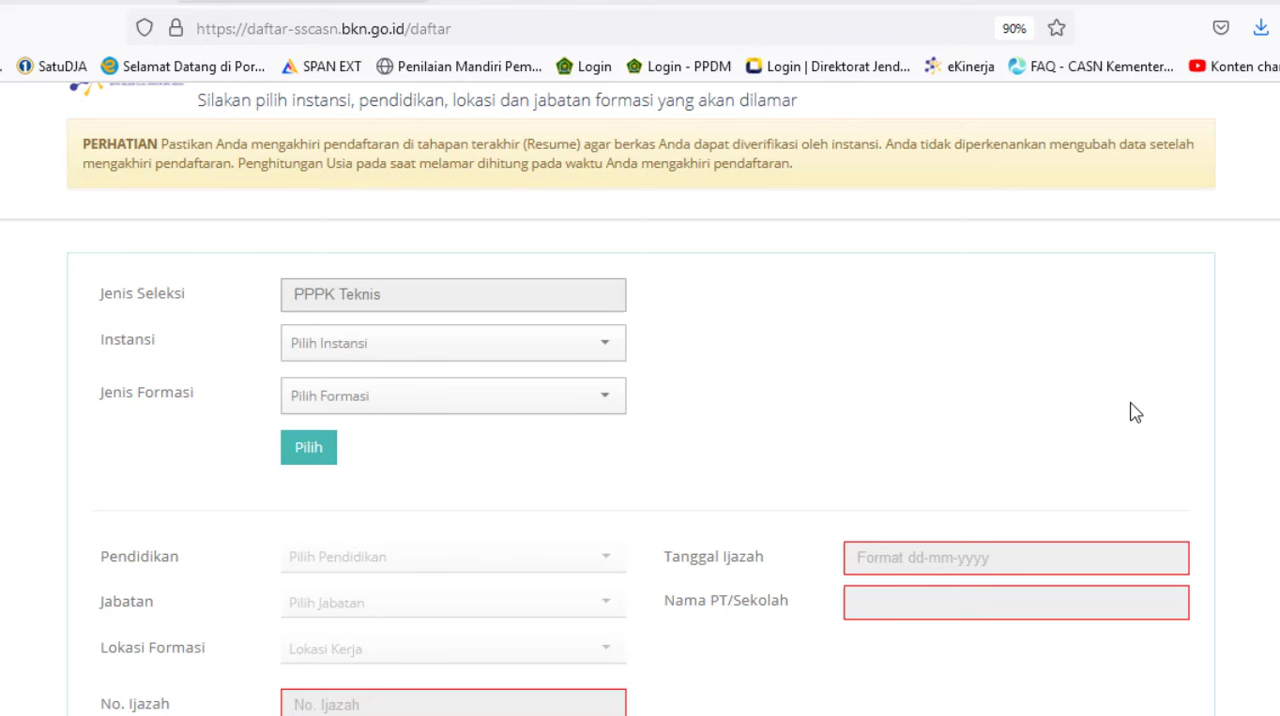 https://daftar-sscasn.bkn.go.id/daftar
90%
SatuDJA
Selamat Datang di Por...
SPAN EXT
Penilaian Mandiri Pem...
Login
Login - PPDM
Login | Direktorat Jend...
eKinerja
FAQ - CASN Kementer...
Konten
Silakan pilih instansi, pendidikan, lokasi dan jabatan formasi yang akan dilamar
PERHATIAN Pastikan Anda mengakhiri pendaftaran di tahapan terakhir (Resume) agar berkas Anda dapat diverifikasi oleh instansi. Anda tidak diperkenankan mengubah data setelah
mengakhiri pendaftaran. Penghitungan Usia pada saat melamar dihitung pada waktu Anda mengakhiri pendaftaran.
Jenis Seleksi
PPPK Teknis
Instansi
Pilih Instansi
Jenis Formasi
Pilih Formasi
Pilih
Pendidikan
Pilih Pendidikan
Tanggal Ijazah
Format dd-mm-yyyy
Jabatan
Pilih Jabatan
Nama PT/Sekolah
Lokasi Formasi
Lokasi Kerja
No. Ijazah
No. Ijazah